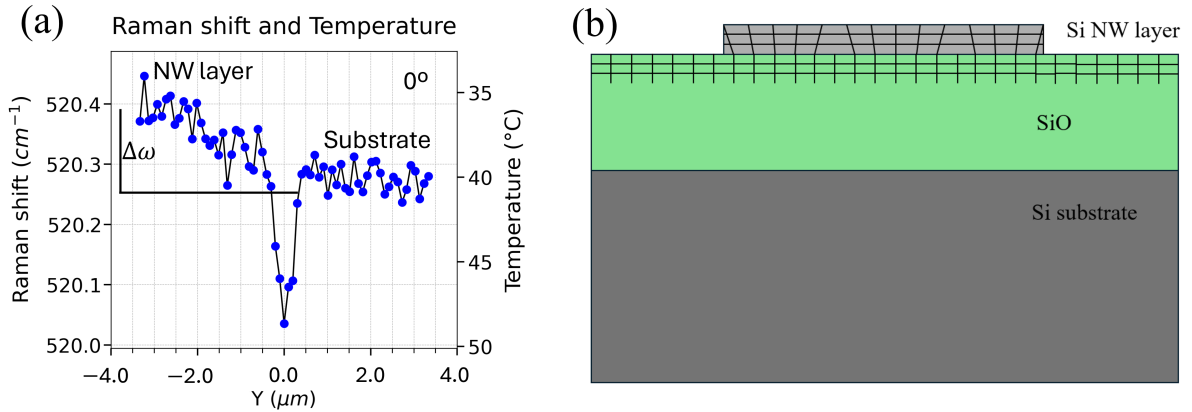 (a)
Raman shift and Temperature
NW layer
0º
Substrate
Δω
520.4
520.3
520.2
520.1
520.0
Raman shift (cm⁻¹)
35
40
45
50
Temperature (°C)
−4.0 −2.0 0.0 2.0 4.0
Y (μm)
(b)
Si NW layer
SiO
Si substrate